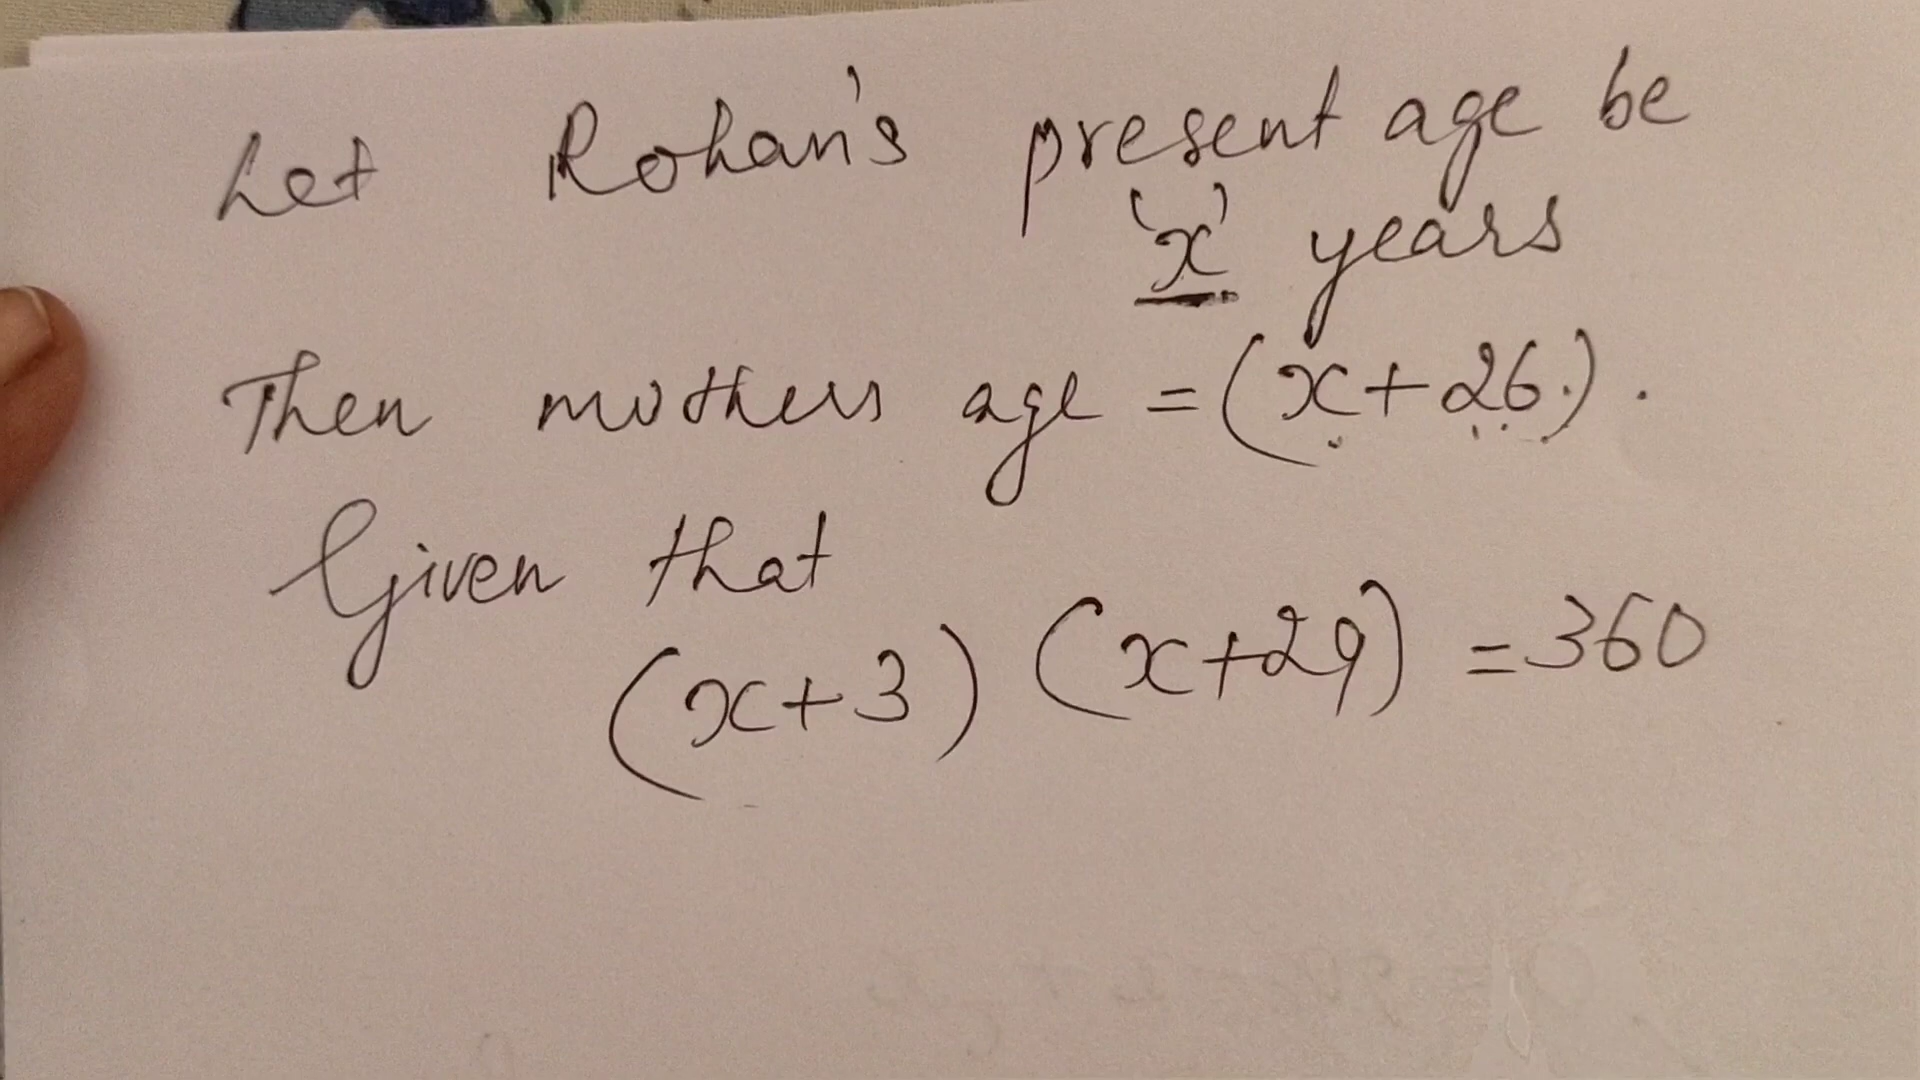 Let Rohan's present age be
'x' years
Then mothers age = (x+26).
Given that
(x+3) (x+29) = 360